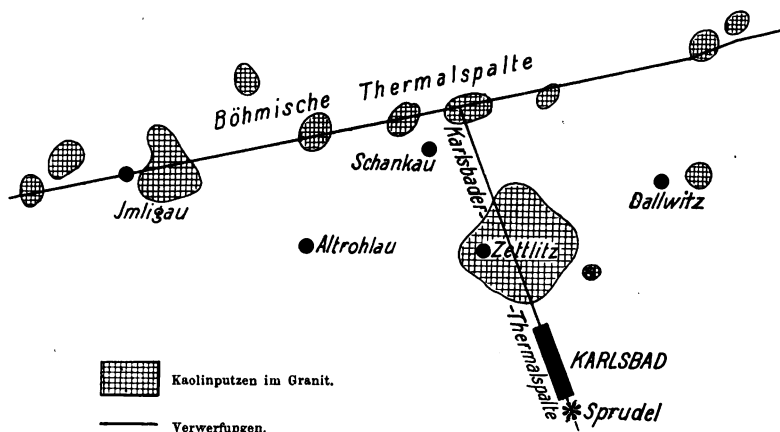 Böhmische Thermalspalte
Schankau
Karlsbader-
-Thermalspalte
Jmligau
Dallwitz
Altrohlau
Zettlitz
KARLSBAD
Sprudel
Kaolinputzen im Granit.
Verwerfungen.